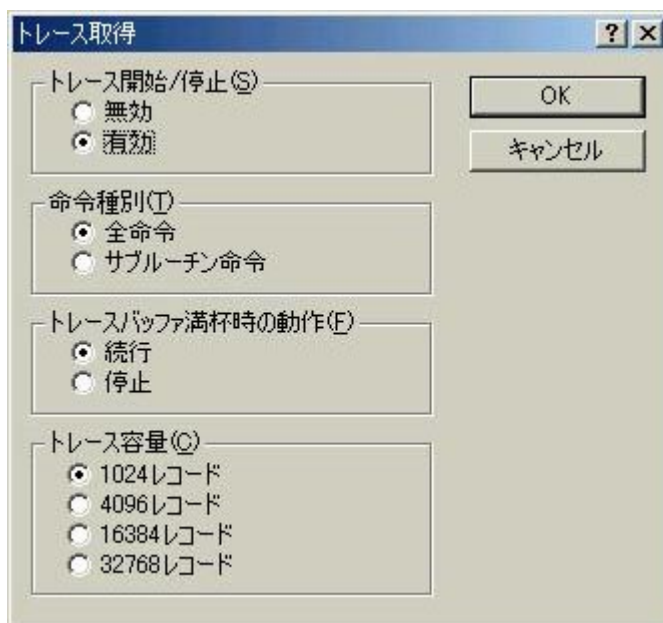 トレース取得
トレース開始/停止(S)
無効
有効
OK
キャンセル
命令種別(T)
全命令
サブルーチン命令
トレースバッファ満杯時の動作(F)
続行
停止
トレース容量(C)
1024レコード
4096レコード
16384レコード
32768レコード